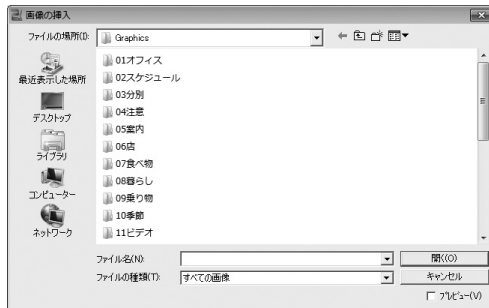 画像の挿入
ファイルの場所(I):
Graphics
最近表示した場所
デスクトップ
ライブラリ
コンピューター
ネットワーク
01オフィス
02スケジュール
03分別
04注意
05案内
06店
07食べ物
08暮らし
09乗り物
10季節
11ビデオ
ファイル名(N):
開く(O)
ファイルの種類(T):
すべての画像
キャンセル
プレビュー(V)